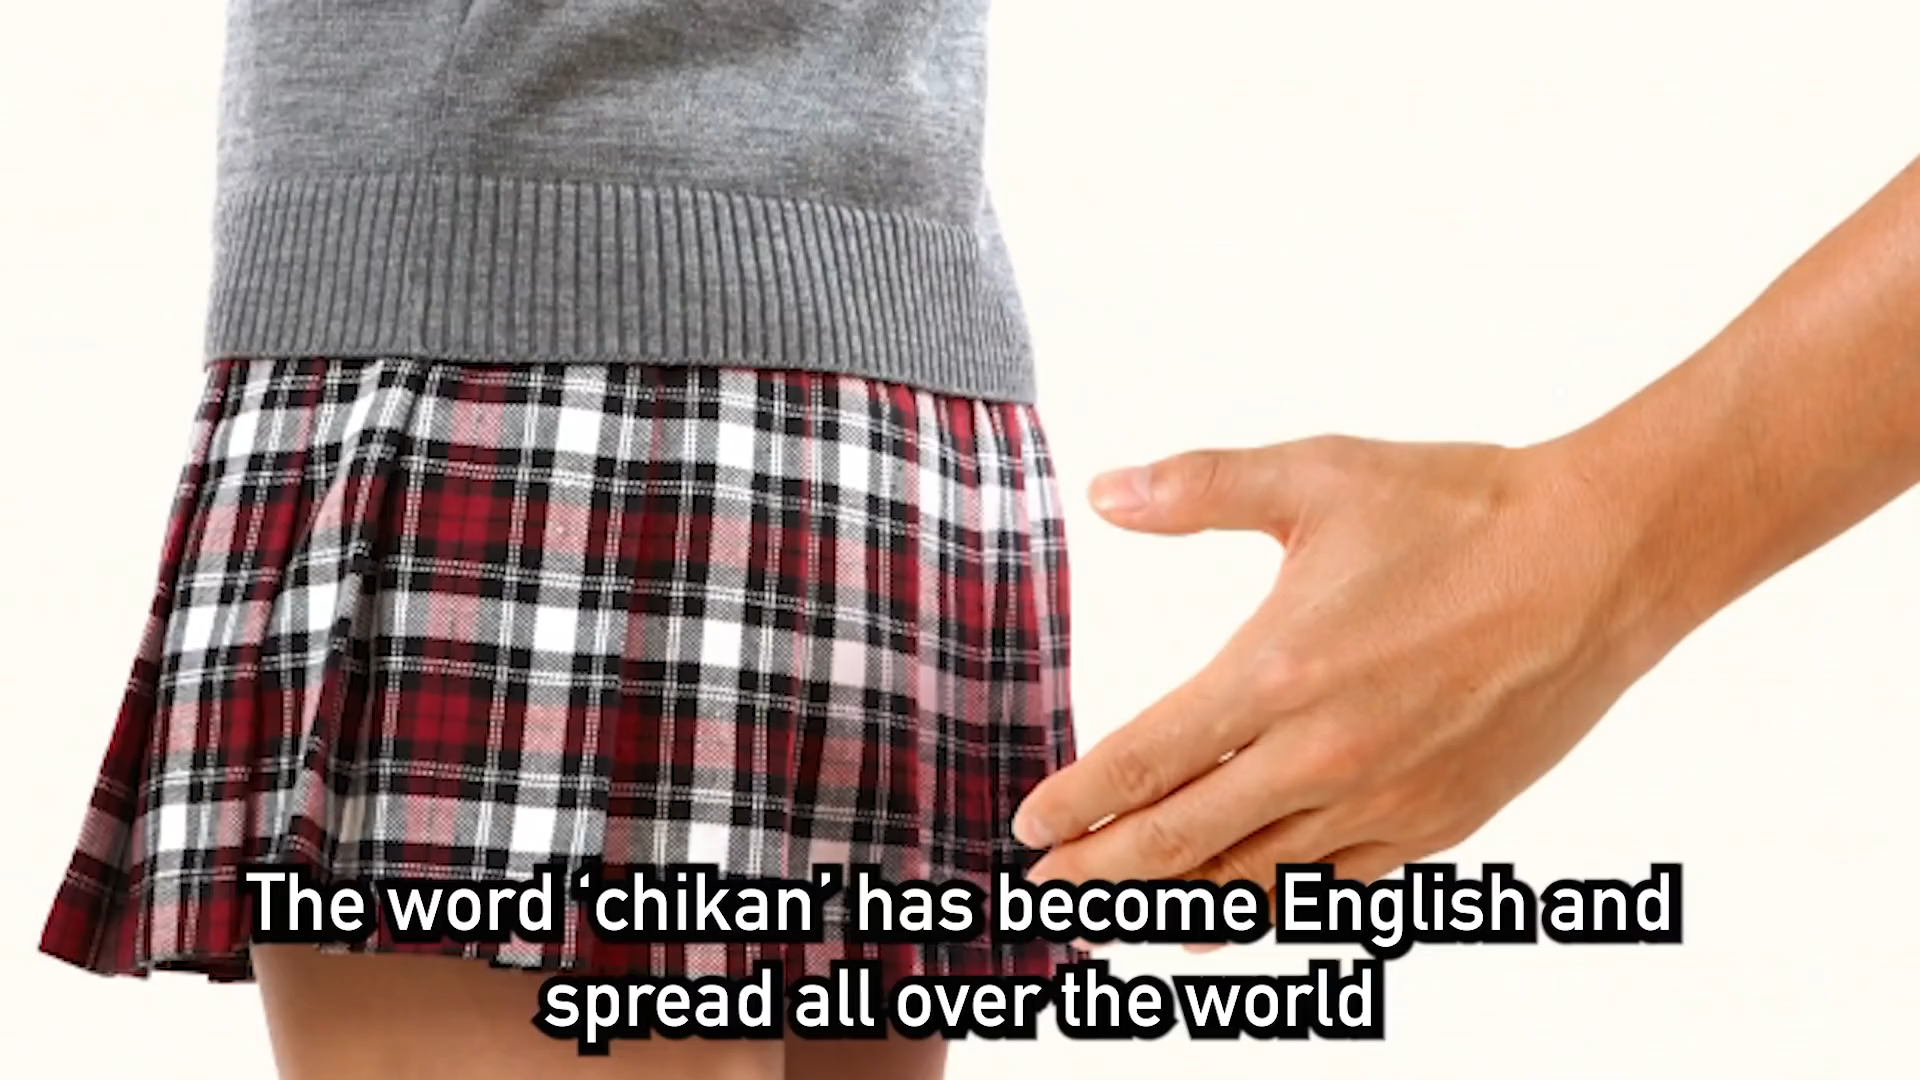 The word ‘chikan’ has become English and
spread all over the world